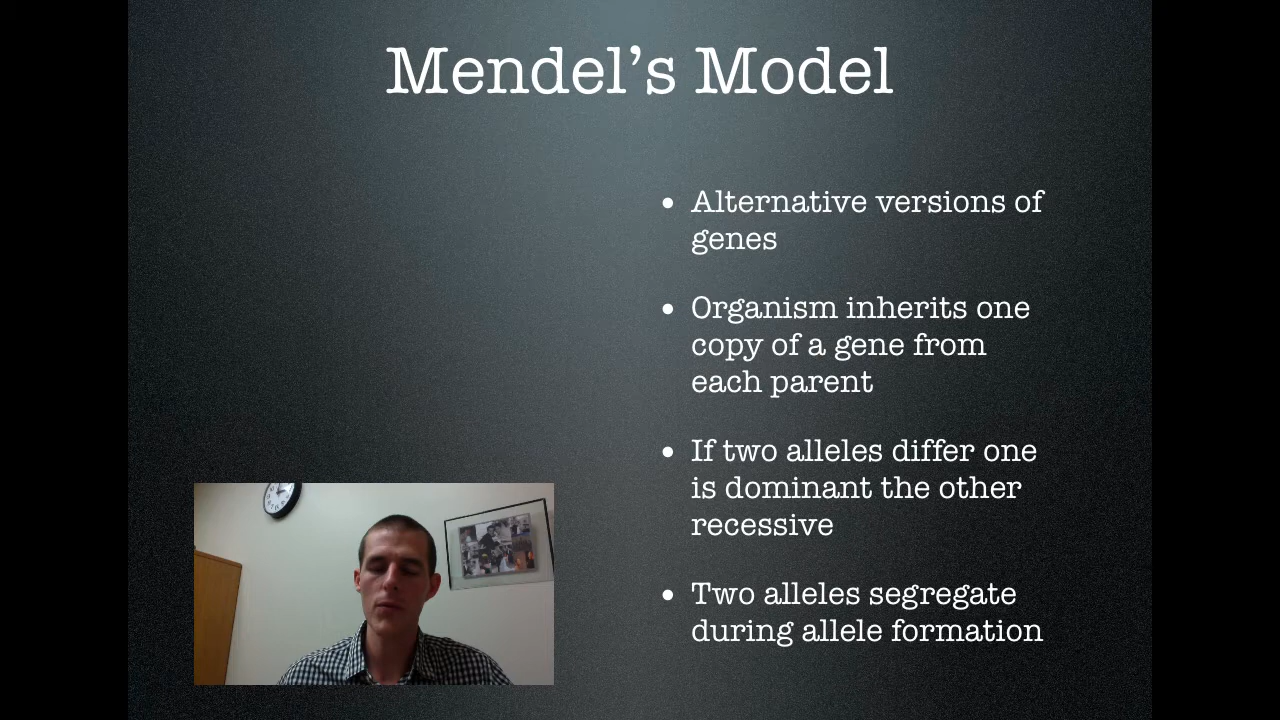 Mendel’s Model
• Alternative versions of
genes
• Organism inherits one
copy of a gene from
each parent
• If two alleles differ one
is dominant the other
recessive
• Two alleles segregate
during allele formation